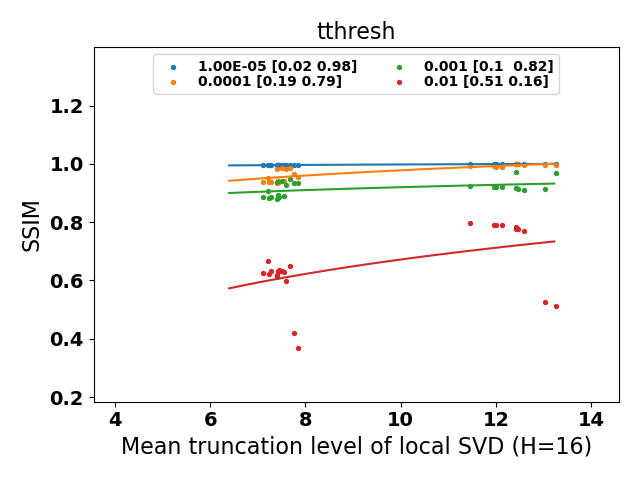 tthresh
1.00E-05 [0.02 0.98]
0.0001 [0.19 0.79]
0.001 [0.1  0.82]
0.01 [0.51 0.16]
SSIM
1.2
1.0
0.8
0.6
0.4
0.2
4 6 8 10 12 14
Mean truncation level of local SVD (H=16)